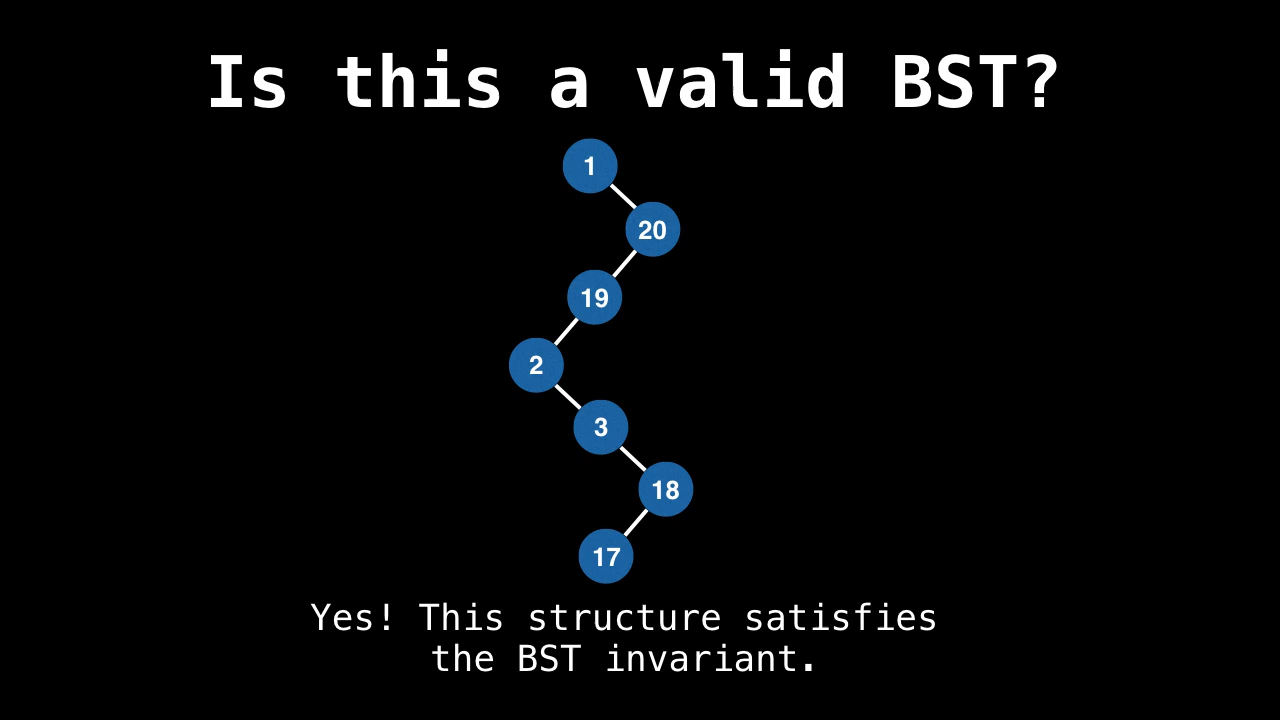 Is this a valid BST?
1
20
19
2
3
18
17
Yes! This structure satisfies
the BST invariant.